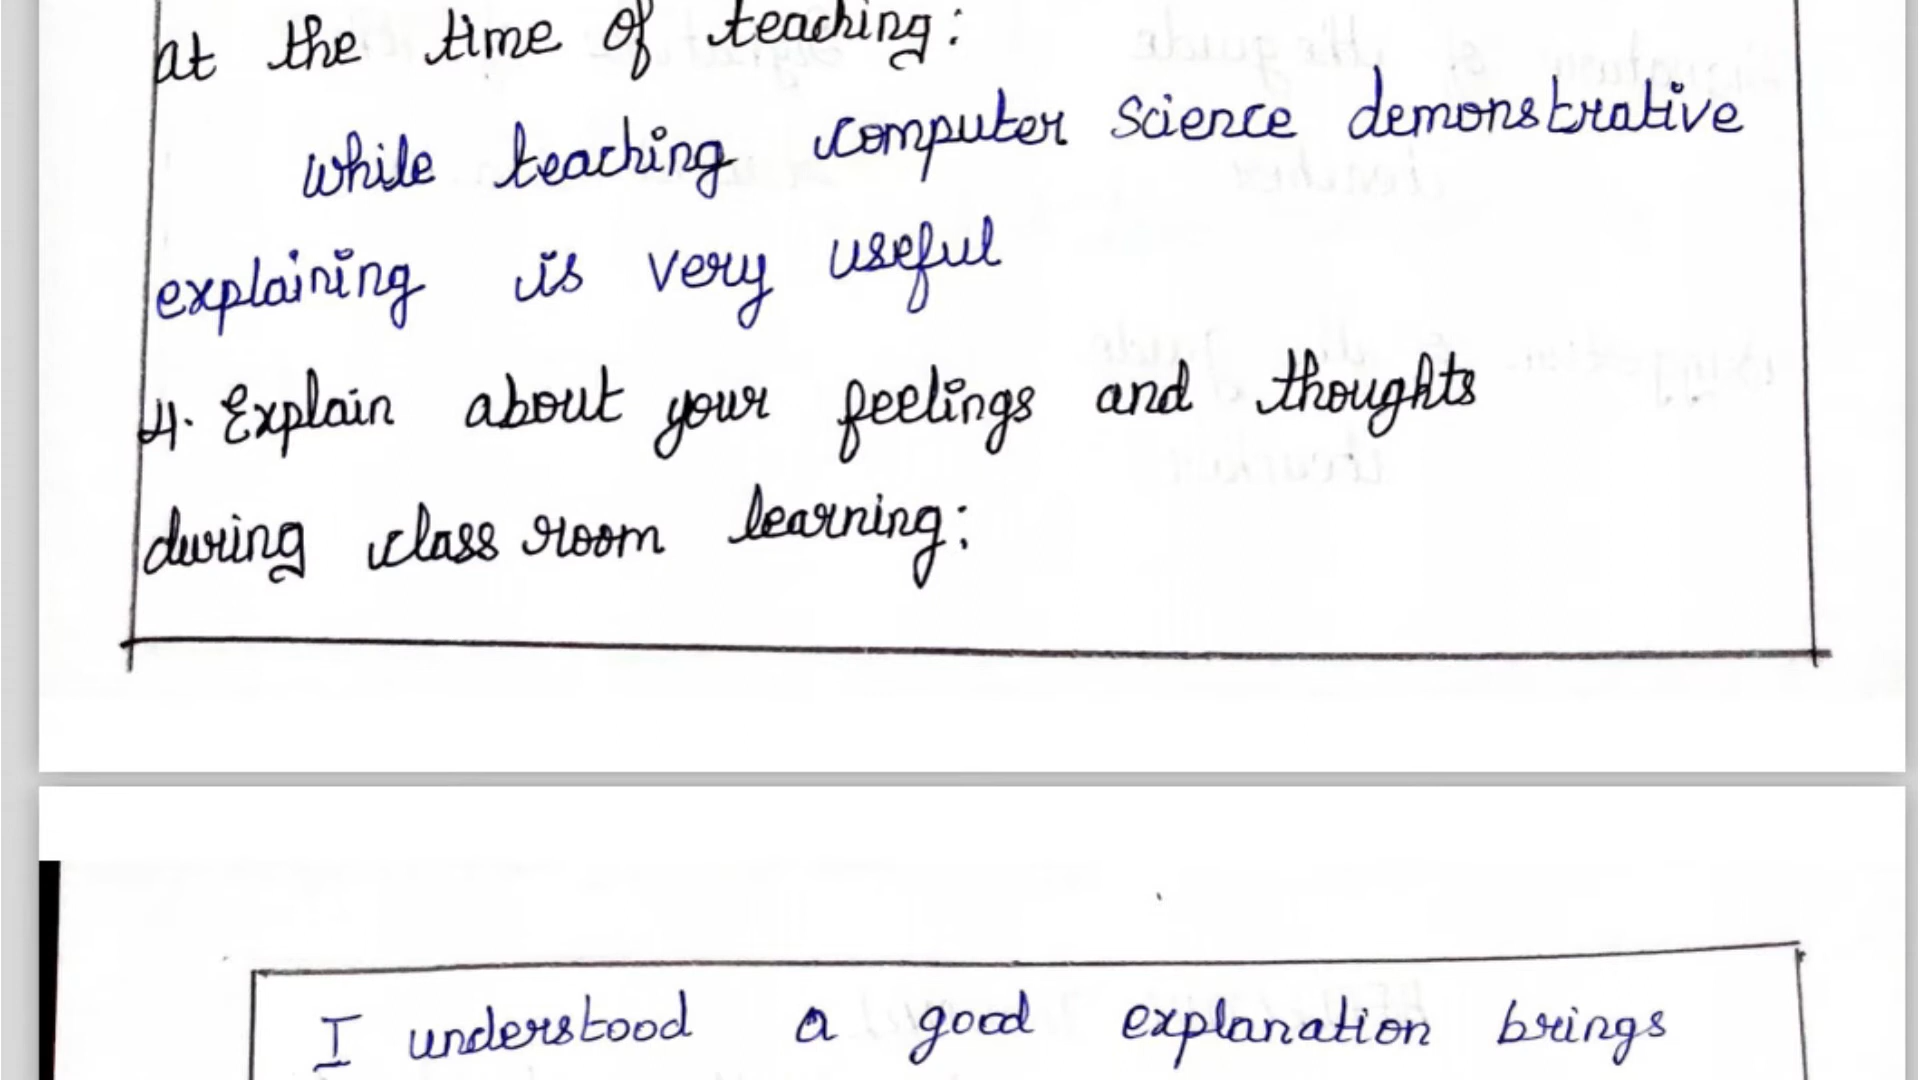 at the time of teaching:
while teaching computer science demonstrative
explaining is very useful
4. Explain about your feelings and thoughts
during class room learning:
I understood a good explanation brings